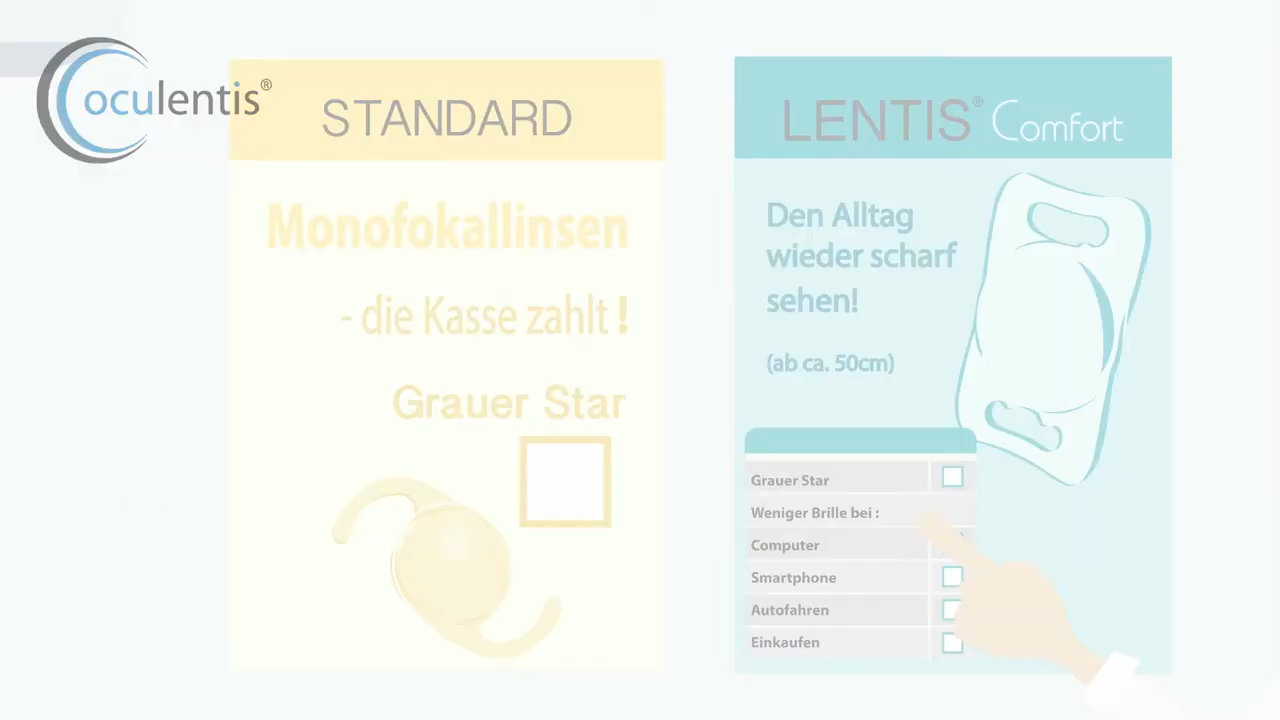 oculentis®
STANDARD
Monofokallinsen
- die Kasse zahlt !
Grauer Star
LENTIS® Comfort
Den Alltag
wieder scharf
sehen!
(ab ca. 50cm)
Grauer Star
Weniger Brille bei :
Computer
Smartphone
Autofahren
Einkaufen